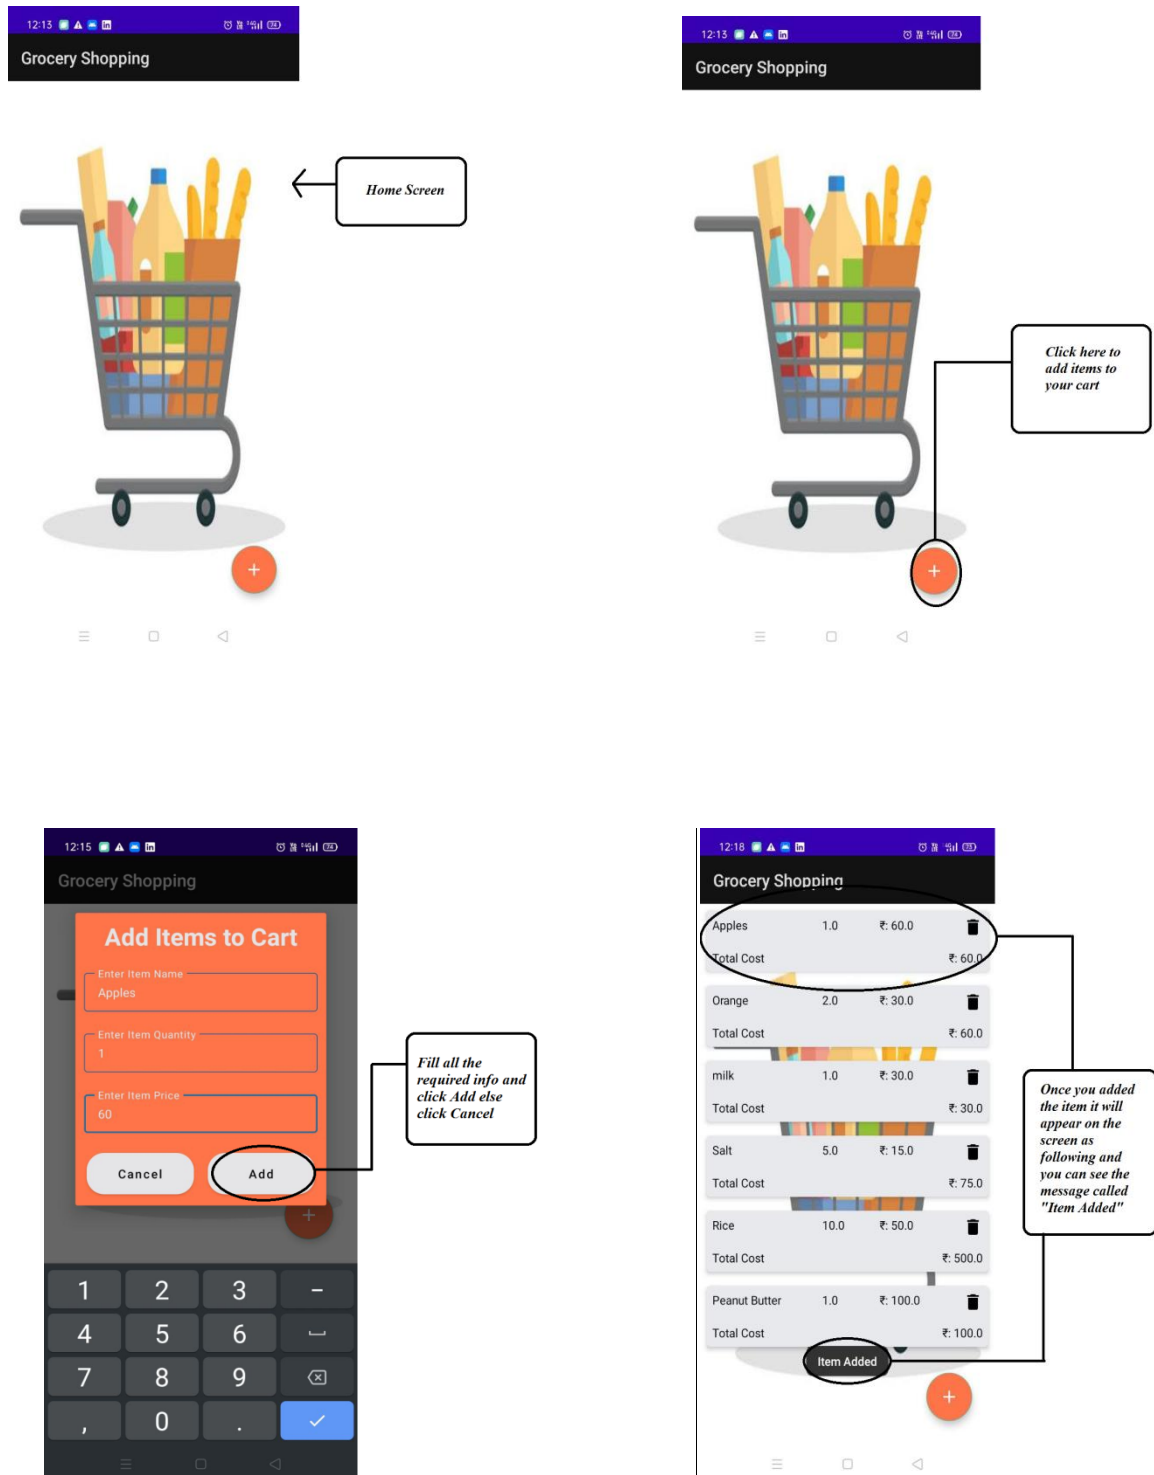 12:13
74
Grocery Shopping
Home Screen
+
12:13
74
Grocery Shopping
Click here to
add items to
your cart
+
12:15
Grocery Shopping
Add Items to Cart
Enter Item Name
Apples
Enter Item Quantity
1
Enter Item Price
60
Cancel
Add
+
Fill all the
required info and
click Add else
click Cancel
1 2 3 -
4 5 6
7 8 9
, 0 .
12:18
Grocery Shopping
Apples 1.0 ₹: 60.0
Total Cost ₹: 60.0
Orange 2.0 ₹: 30.0
Total Cost ₹: 60.0
milk 1.0 ₹: 30.0
Total Cost ₹: 30.0
Salt 5.0 ₹: 15.0
Total Cost ₹: 75.0
Rice 10.0 ₹: 50.0
Total Cost ₹: 500.0
Peanut Butter 1.0 ₹: 100.0
Total Cost ₹: 100.0
Item Added
+
Once you added
the item it will
appear on the
screen as
following and
you can see the
message called
"Item Added"